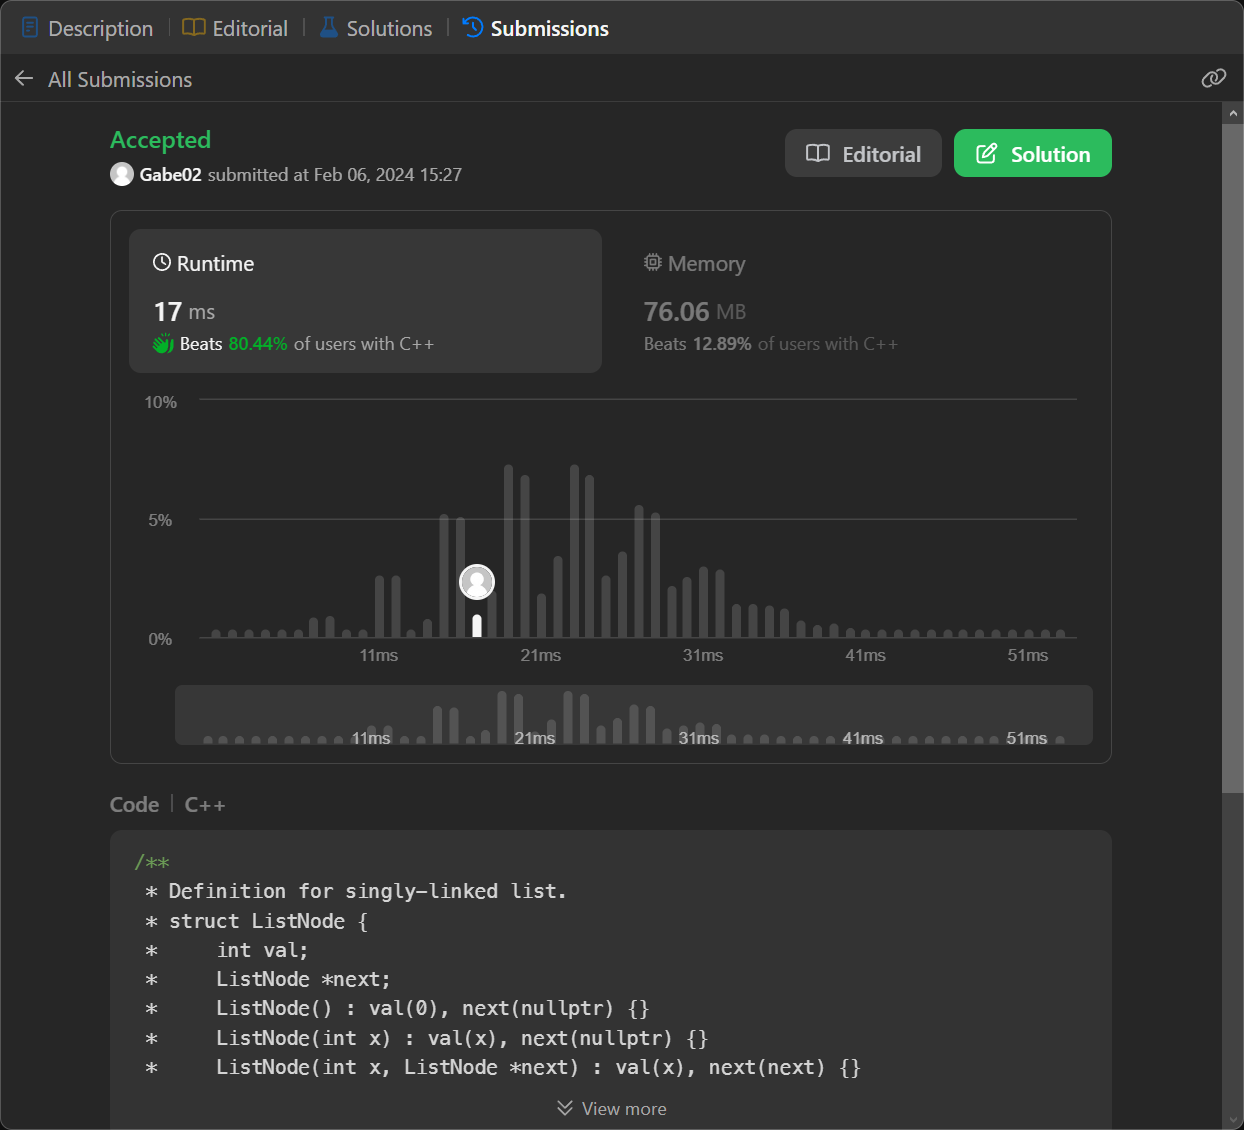 Description | Editorial | Solutions | Submissions
All Submissions
Accepted
Gabe02 submitted at Feb 06, 2024 15:27
Editorial
Solution
Runtime
17 ms
Beats 80.44% of users with C++
Memory
76.06 MB
Beats 12.89% of users with C++
10%
5%
0%
11ms 21ms 31ms 41ms 51ms
11ms 21ms 31ms 41ms 51ms
Code | C++
/**
 * Definition for singly-linked list.
 * struct ListNode {
 *     int val;
 *     ListNode *next;
 *     ListNode() : val(0), next(nullptr) {}
 *     ListNode(int x) : val(x), next(nullptr) {}
 *     ListNode(int x, ListNode *next) : val(x), next(next) {}
View more